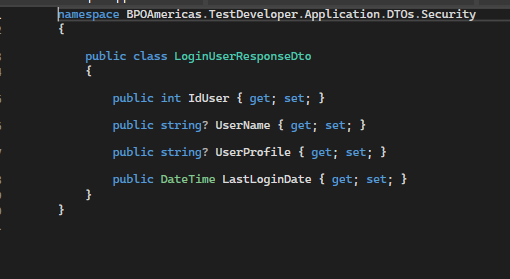 namespace BPOAmericas.TestDeveloper.Application.DTOs.Security
{
public class LoginUserResponseDto
{
public int IdUser { get; set; }
public string? UserName { get; set; }
public string? UserProfile { get; set; }
public DateTime LastLoginDate { get; set; }
}
}